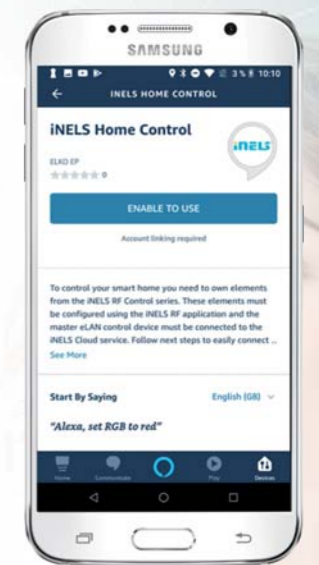 SAMSUNG
3 5% 10:10
INELS HOME CONTROL
iNELS Home Control
ELKO EP
0
iNELS
ENABLE TO USE
Account linking required
To control your smart home you need to own elements
from the iNELS RF Control series. These elements must
be configured using the iNELS RF application and the
master eLAN control device must be connected to the
iNELS Cloud service. Follow next steps to easily connect ..
See More
Start By Saying
English (GB)
"Alexa, set RGB to red"
Home
Communicate
Play
Devices